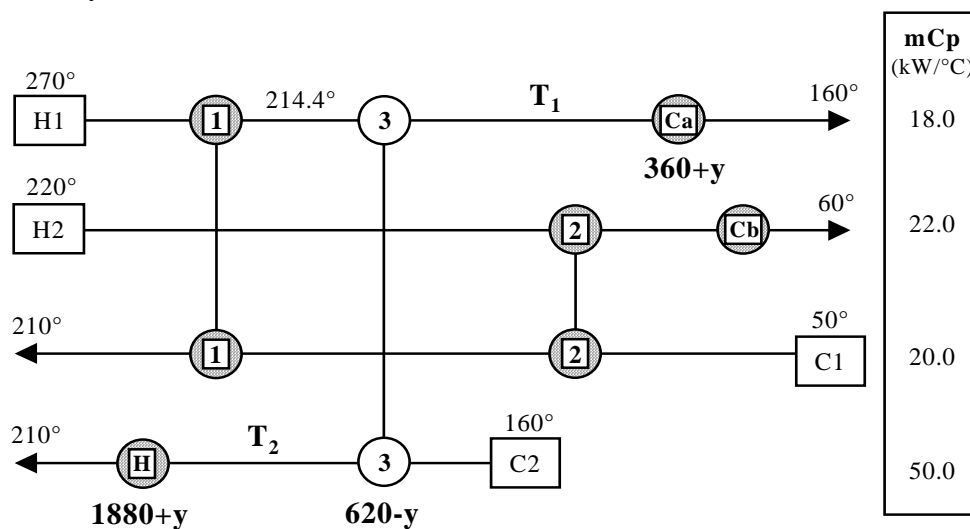 mCp
(kW/°C)
270°
H1
1
214.4°
3
T₁
Ca
160°
18.0
360+y
220°
H2
2
Cb
60°
22.0
210°
1
2
50°
C1
20.0
210°
H
T₂
3
160°
C2
50.0
1880+y
620-y